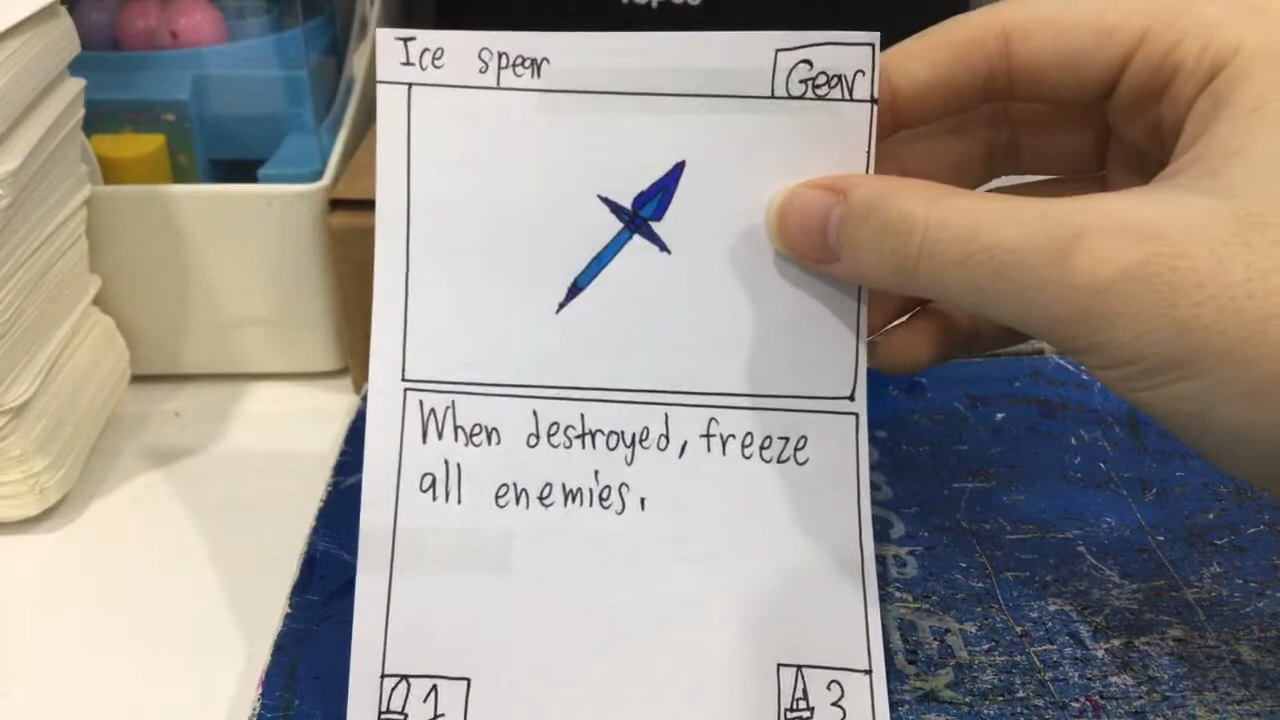 Ice spear
Gear
When destroyed, freeze
all enemies.
1
3